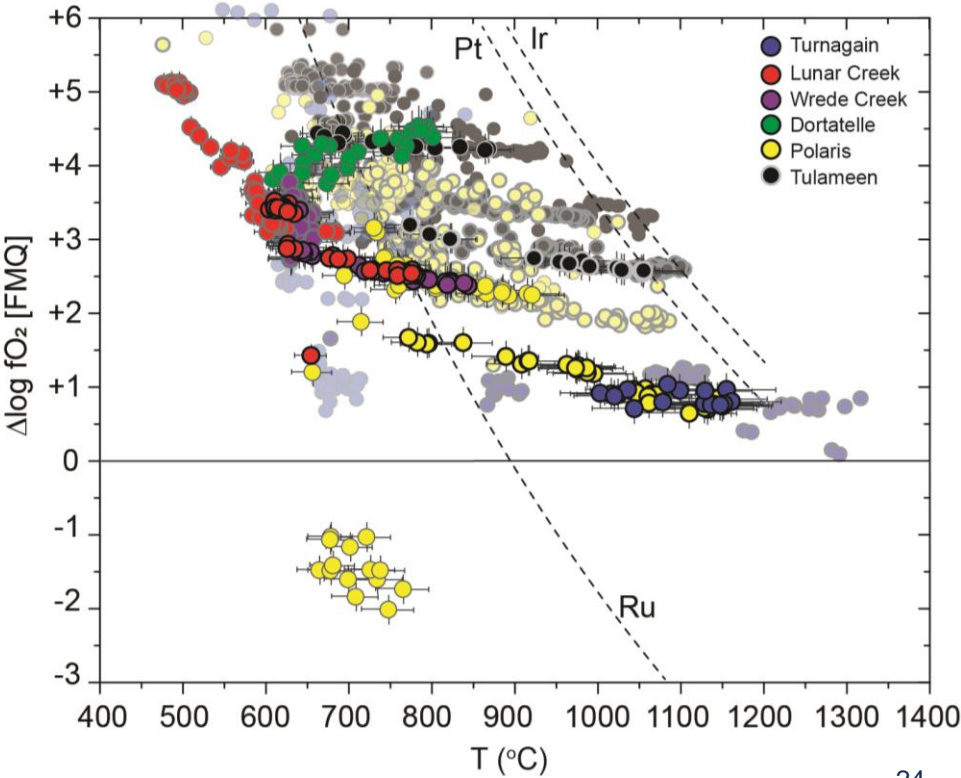 +6
+5
+4
+3
+2
+1
0
-1
-2
-3
Δlog fO₂ [FMQ]
Pt
Ir
Ru
Turnagain
Lunar Creek
Wrede Creek
Dortatelle
Polaris
Tulameen
400 500 600 700 800 900 1000 1100 1200 1300 1400
T (°C)